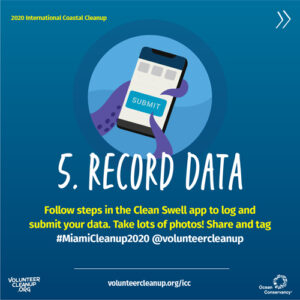 2020 International Coastal Cleanup
SUBMIT
5. RECORD DATA
Follow steps in the Clean Swell app to log and
submit your data. Take lots of photos! Share and tag
#MiamiCleanup2020 @volunteercleanup
VOLUNTEER
CLEANUP
.ORG
volunteercleanup.org/icc
Ocean
Conservancy